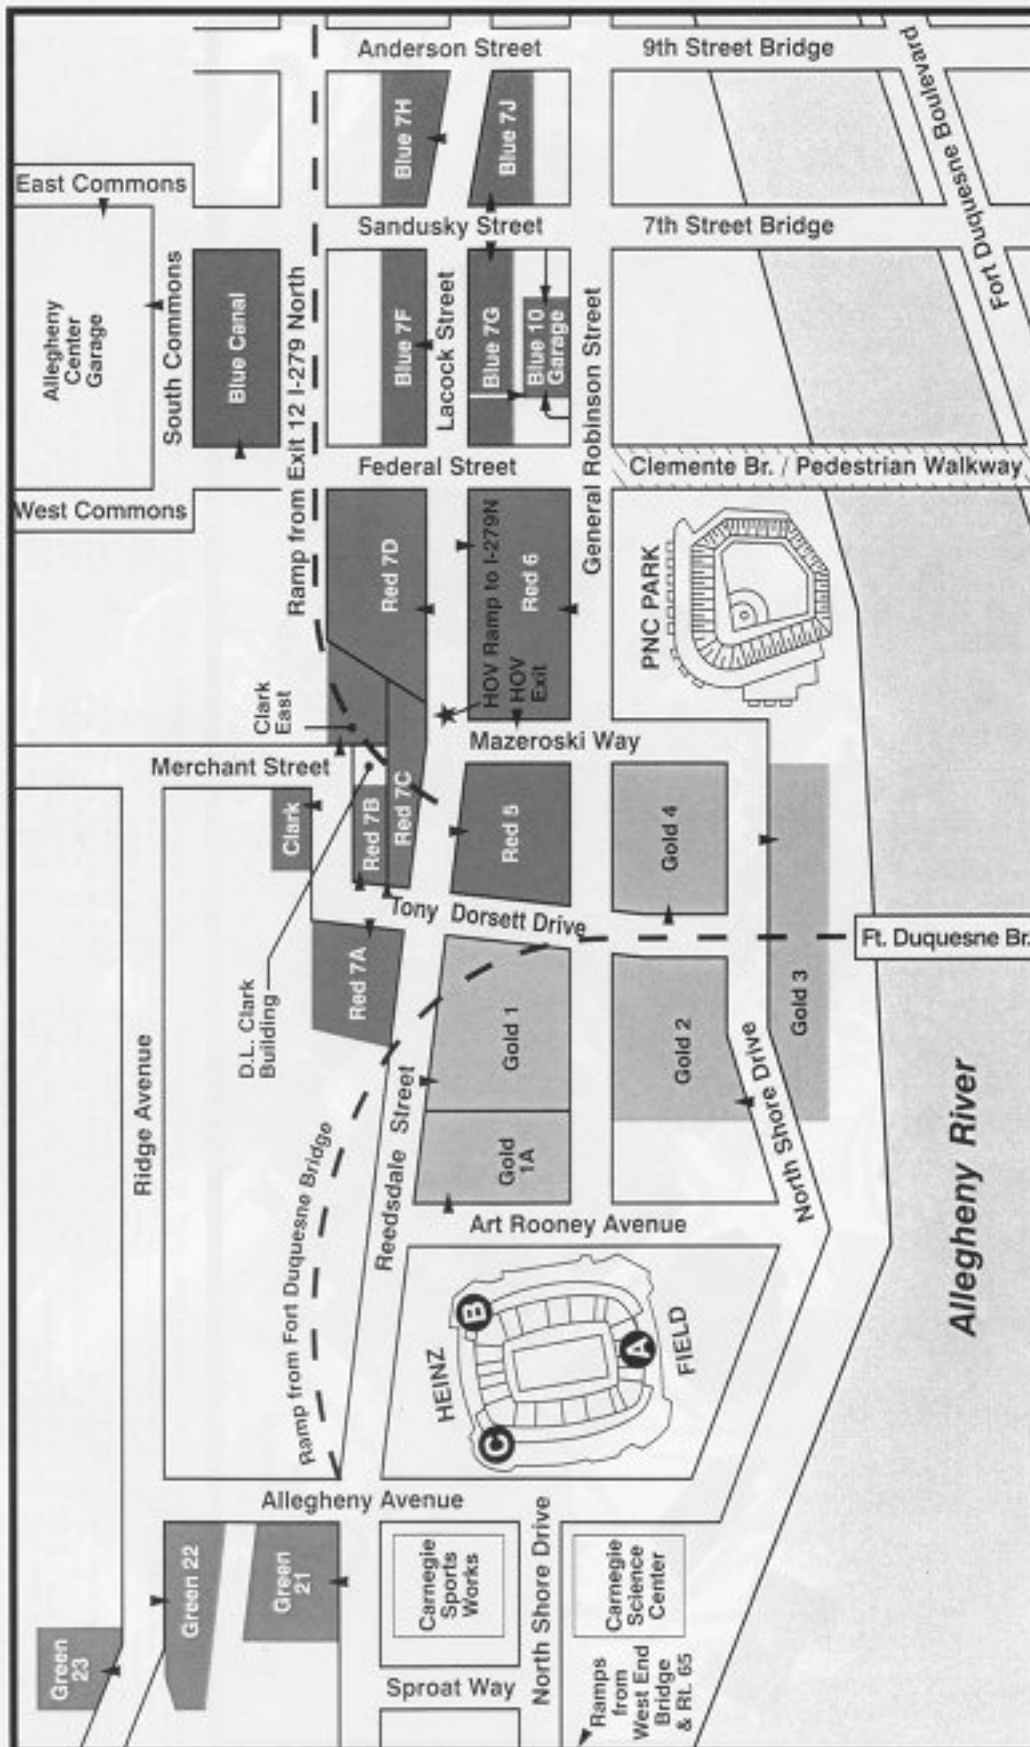 Anderson Street
9th Street Bridge
Fort Duquesne Boulevard
Blue 7H
Blue 7J
East Commons
Sandusky Street
7th Street Bridge
Allegheny
Center
Garage
South Commons
Blue Canal
Ramp from Exit 12 I-279 North
Blue 7F
Lacock Street
Blue 7G
Blue 10
Garage
General Robinson Street
Federal Street
Clemente Br. / Pedestrian Walkway
West Commons
Red 7D
HOV Ramp to I-279N
Red 6
HOV
Exit
PNC PARK
Clark
East
Merchant Street
Mazeroski Way
Clark
Red 7B
Red 7C
Red 5
Gold 4
Tony Dorsett Drive
Ft. Duquesne Br.
Red 7A
D.L. Clark
Building
Gold 1
Gold 2
Gold 3
Ridge Avenue
Ramp from Fort Duquesne Bridge
Reedsdale Street
Gold
1A
North Shore Drive
Allegheny River
Art Rooney Avenue
HEINZ
FIELD
B
A
C
Allegheny Avenue
Green 22
Green
21
Green
23
Carnegie
Sports
Works
North Shore Drive
Carnegie
Science
Center
Sproat Way
Ramps
from
West End
Bridge
& Rt. 65